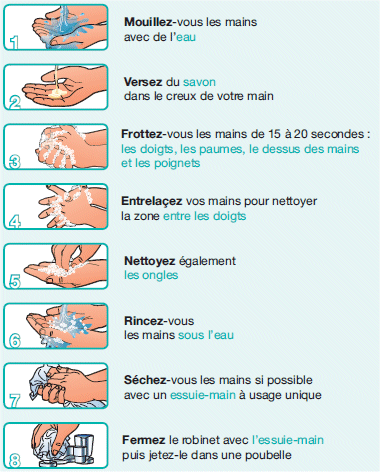 1
Mouillez-vous les mains
avec de l'eau
2
Versez du savon
dans le creux de votre main
3
Frottez-vous les mains de 15 à 20 secondes :
les doigts, les paumes, le dessus des mains
et les poignets
4
Entrelaçez vos mains pour nettoyer
la zone entre les doigts
5
Nettoyez également
les ongles
6
Rincez-vous
les mains sous l'eau
7
Séchez-vous les mains si possible
avec un essuie-main à usage unique
8
Fermez le robinet avec l'essuie-main
puis jetez-le dans une poubelle